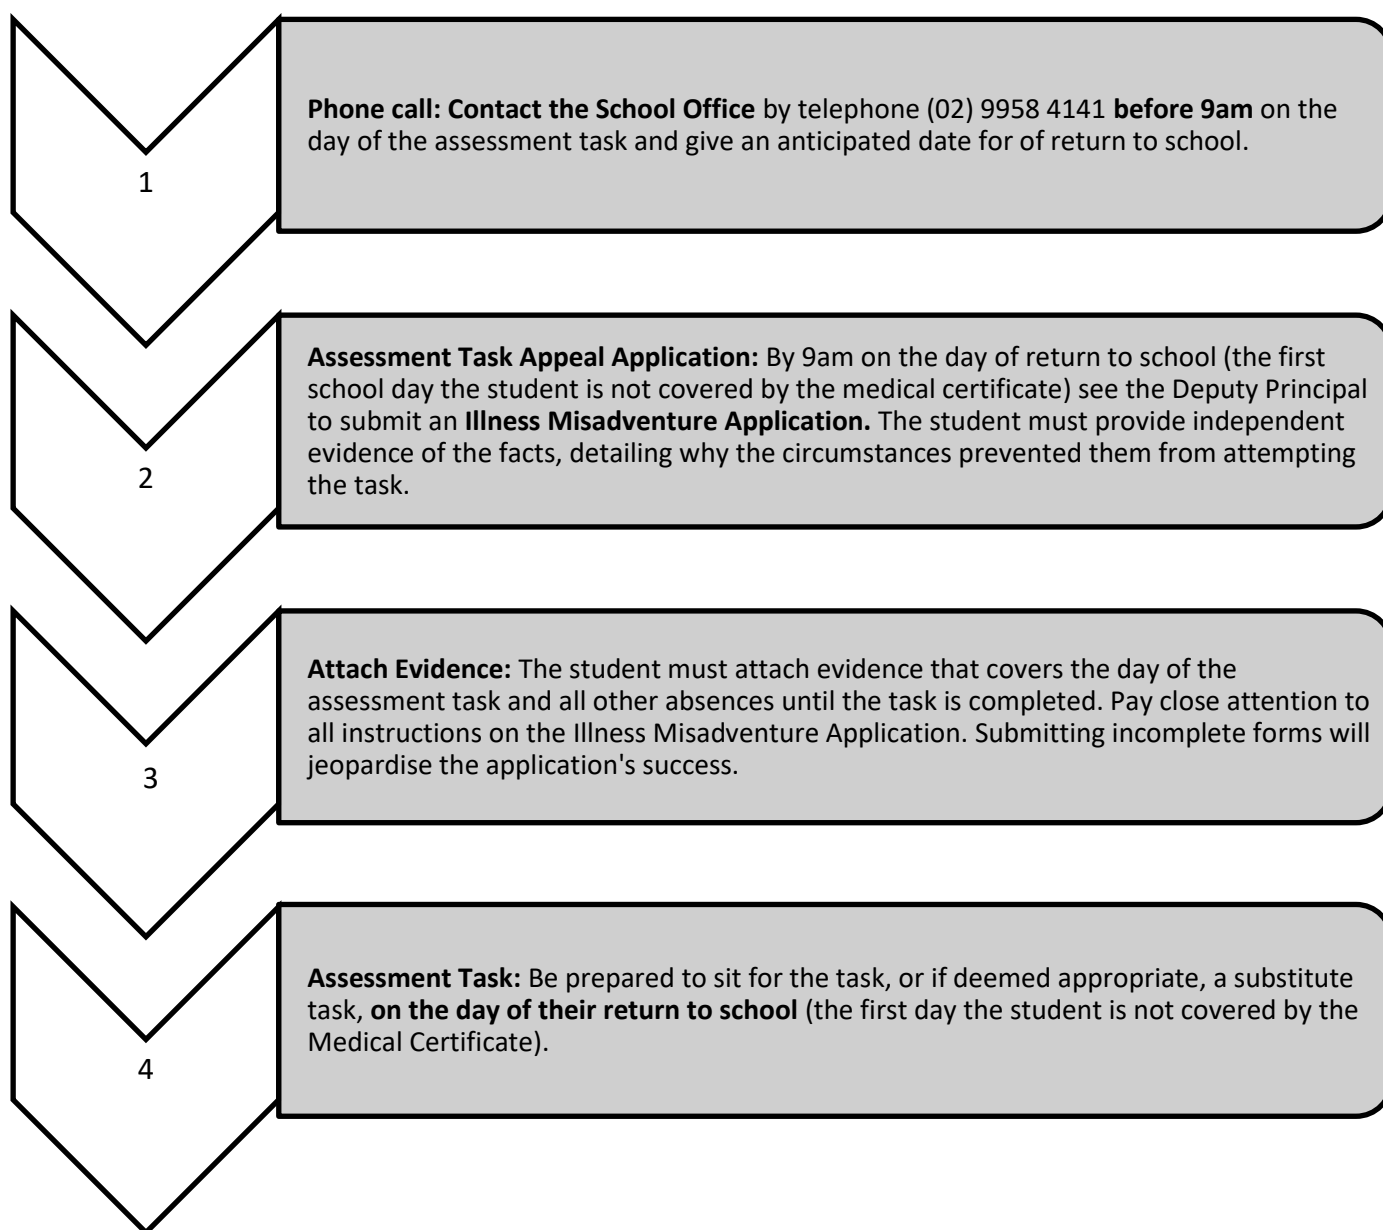 Phone call: Contact the School Office by telephone (02) 9958 4141 before 9am on the
day of the assessment task and give an anticipated date for of return to school.
1
Assessment Task Appeal Application: By 9am on the day of return to school (the first
school day the student is not covered by the medical certificate) see the Deputy Principal
to submit an Illness Misadventure Application. The student must provide independent
evidence of the facts, detailing why the circumstances prevented them from attempting
the task.
2
Attach Evidence: The student must attach evidence that covers the day of the
assessment task and all other absences until the task is completed. Pay close attention to
all instructions on the Illness Misadventure Application. Submitting incomplete forms will
jeopardise the application's success.
3
Assessment Task: Be prepared to sit for the task, or if deemed appropriate, a substitute
task, on the day of their return to school (the first day the student is not covered by the
Medical Certificate).
4